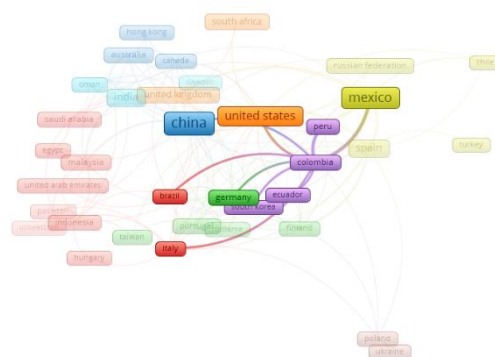 hong kong
south africa
australia
canada
russian federation
chile
oman
india
united kingdom
mexico
saudi arabia
china
united states
peru
egypt
malaysia
spain
turkey
colombia
united arab emirates
brazil
germany
ecuador
south korea
indonesia
portugal
finland
taiwan
italy
hungary
poland
ukraine